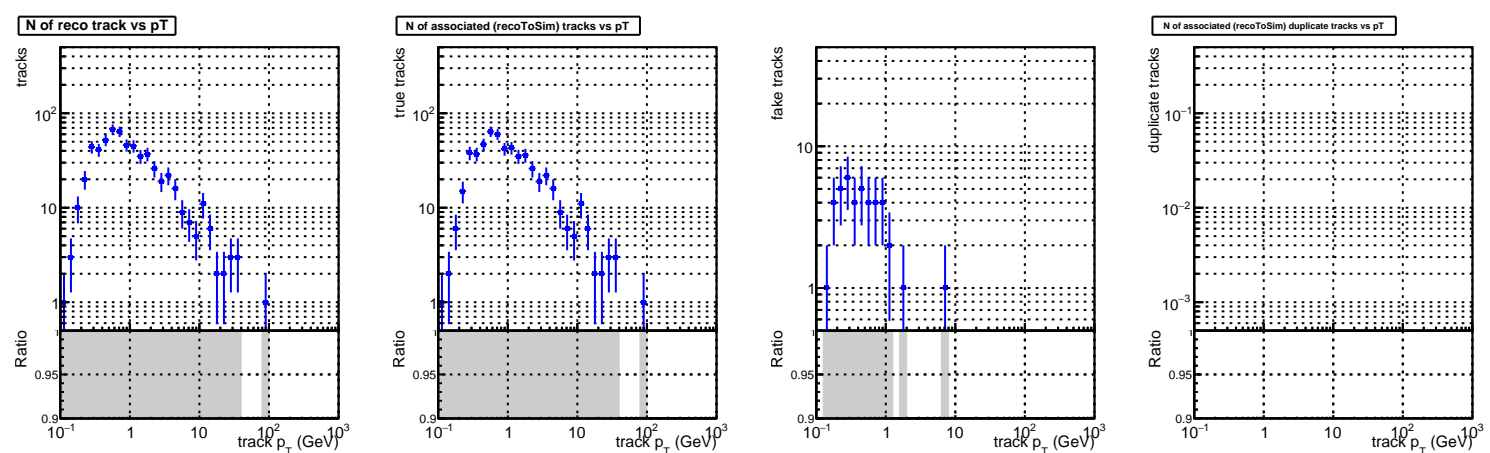 N of reco track vs pT
tracks
10²
10
1
Ratio
1
0.95
0.9
10⁻¹ 1 10 10² 10³
track p_T (GeV)
N of associated (recoToSim) tracks vs pT
true tracks
10²
10
1
Ratio
1
0.95
0.9
10⁻¹ 1 10 10² 10³
track p_T (GeV)
fake tracks
10
1
Ratio
1
0.95
0.9
10⁻¹ 1 10 10² 10³
track p_T (GeV)
N of associated (recoToSim) duplicate tracks vs pT
duplicate tracks
10⁻¹
10⁻²
10⁻³
Ratio
1
0.95
0.9
10⁻¹ 1 10 10² 10³
track p_T (GeV)